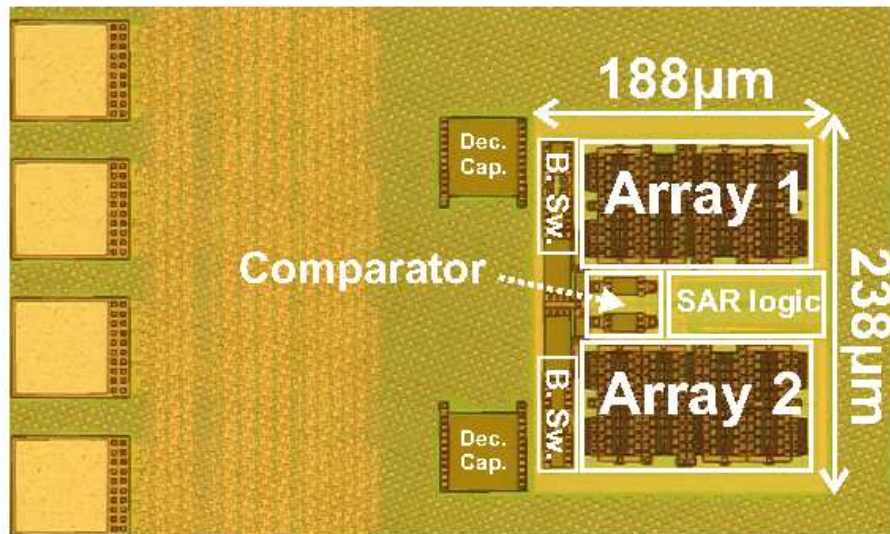 188µm
Dec.
Cap.
B. Sw.
Array 1
Comparator
SAR logic
238µm
Dec.
Cap.
B. Sw.
Array 2